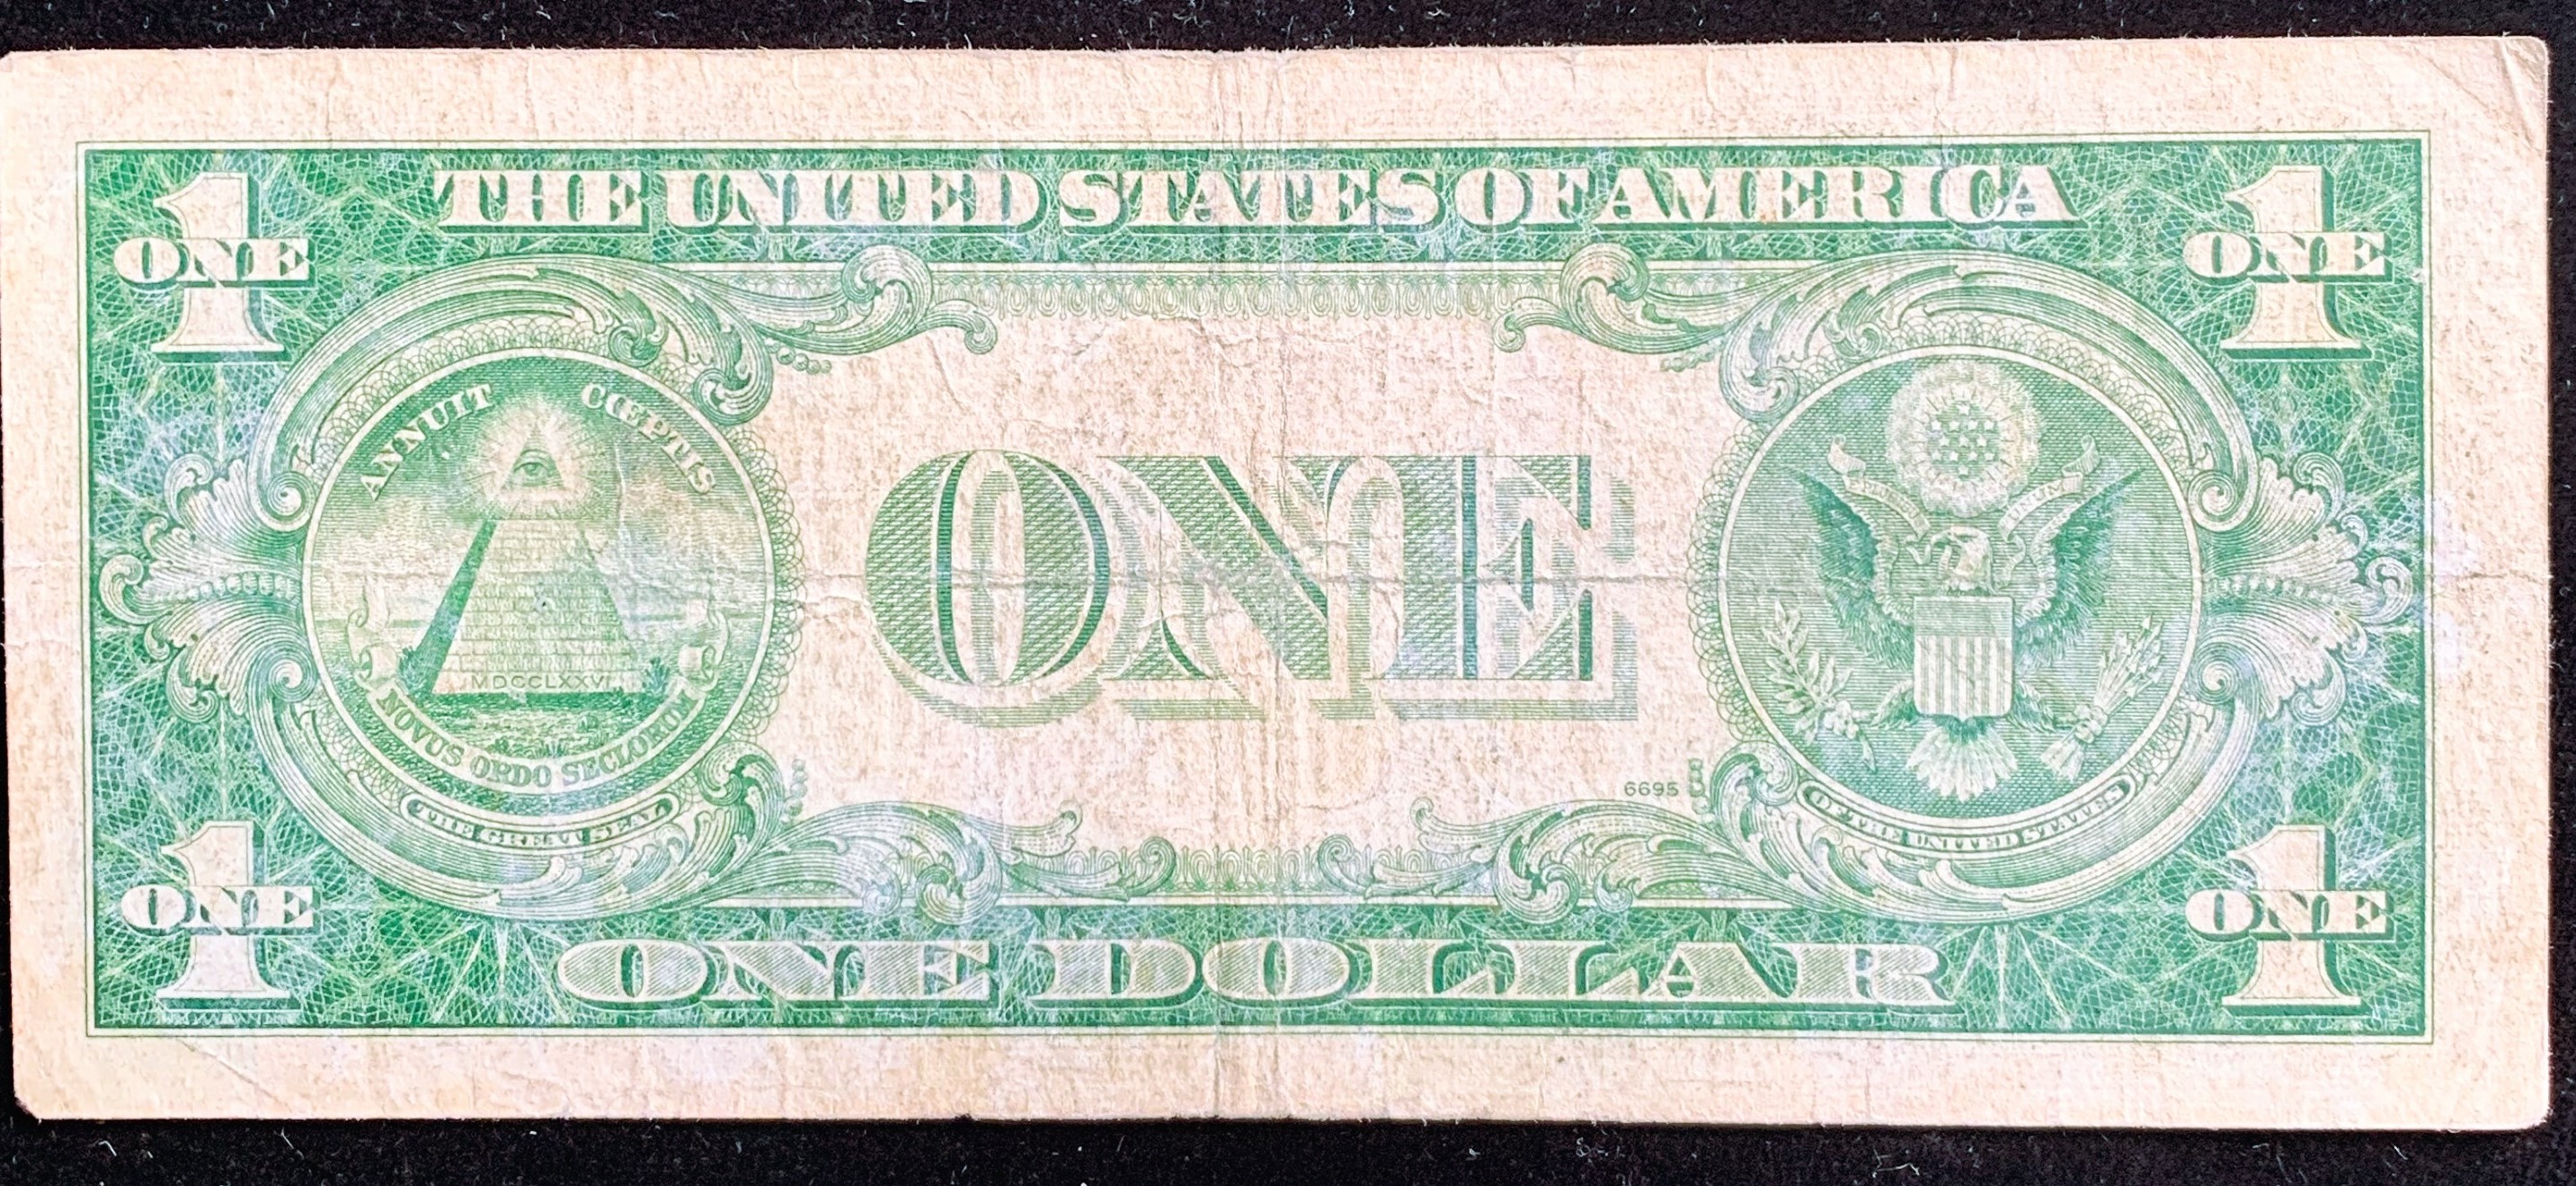 THE UNITED STATES OF AMERICA
1
ONE
1
ONE
ANNUIT CŒPTIS
MDCCLXXVI
NOVUS ORDO SECLORUM
THE GREAT SEAL
ONE
6695
OF THE UNITED STATES
1
ONE
1
ONE
ONE DOLLAR